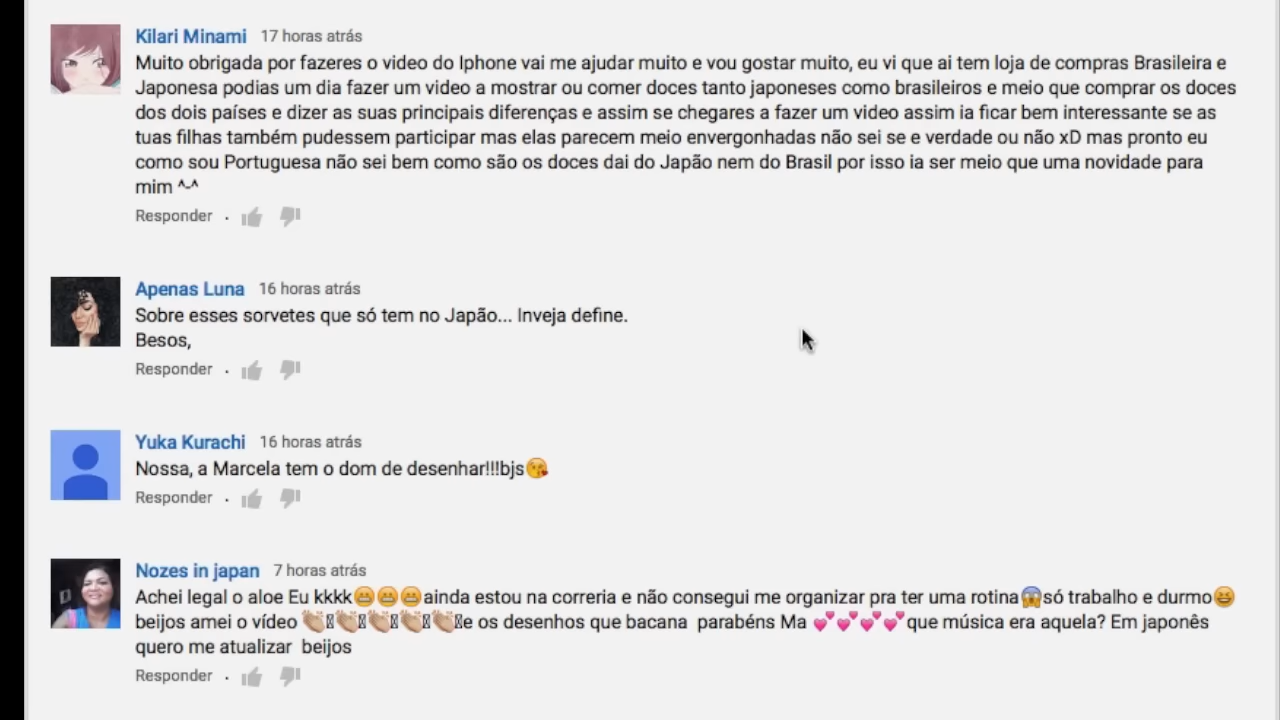 Kilari Minami 17 horas atrás
Muito obrigada por fazeres o video do Iphone vai me ajudar muito e vou gostar muito, eu vi que ai tem loja de compras Brasileira e
Japonesa podias um dia fazer um video a mostrar ou comer doces tanto japoneses como brasileiros e meio que comprar os doces
dos dois países e dizer as suas principais diferenças e assim se chegares a fazer um video assim ia ficar bem interessante se as
tuas filhas também pudessem participar mas elas parecem meio envergonhadas não sei se e verdade ou não xD mas pronto eu
como sou Portuguesa não sei bem como são os doces dai do Japão nem do Brasil por isso ia ser meio que uma novidade para
mim ^-^
Responder .
Apenas Luna 16 horas atrás
Sobre esses sorvetes que só tem no Japão... Inveja define.
Besos,
Responder .
Yuka Kurachi 16 horas atrás
Nossa, a Marcela tem o dom de desenhar!!!bjs😘
Responder .
Nozes in japan 7 horas atrás
Achei legal o aloe Eu kkkk😁😁😁ainda estou na correria e não consegui me organizar pra ter uma rotina😱só trabalho e durmo😆
beijos amei o vídeo 👏👏👏👏👏e os desenhos que bacana parabéns Ma 💕💕💕💕que música era aquela? Em japonês
quero me atualizar beijos
Responder .